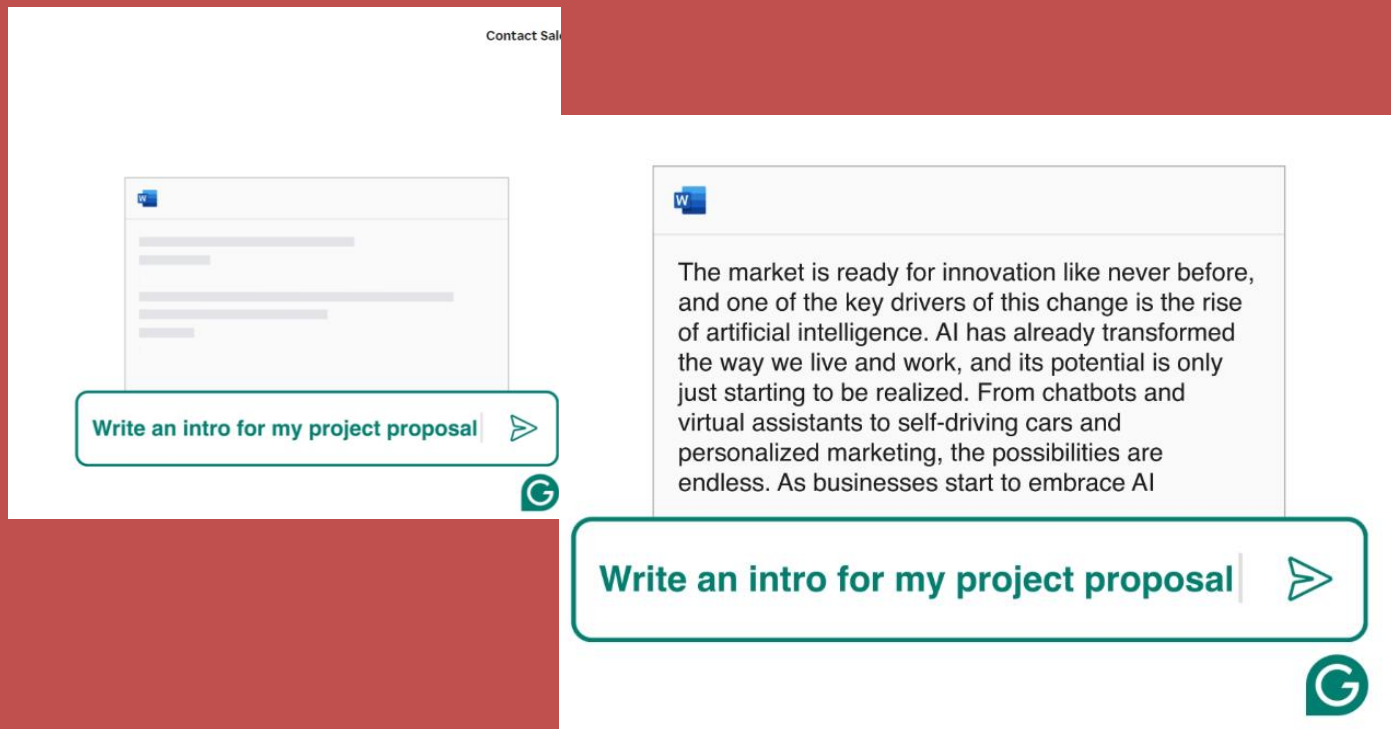 Contact
W
Write an intro for my project proposal
G
W
The market is ready for innovation like never before,
and one of the key drivers of this change is the rise
of artificial intelligence. AI has already transformed
the way we live and work, and its potential is only
just starting to be realized. From chatbots and
virtual assistants to self-driving cars and
personalized marketing, the possibilities are
endless. As businesses start to embrace AI
Write an intro for my project proposal
G